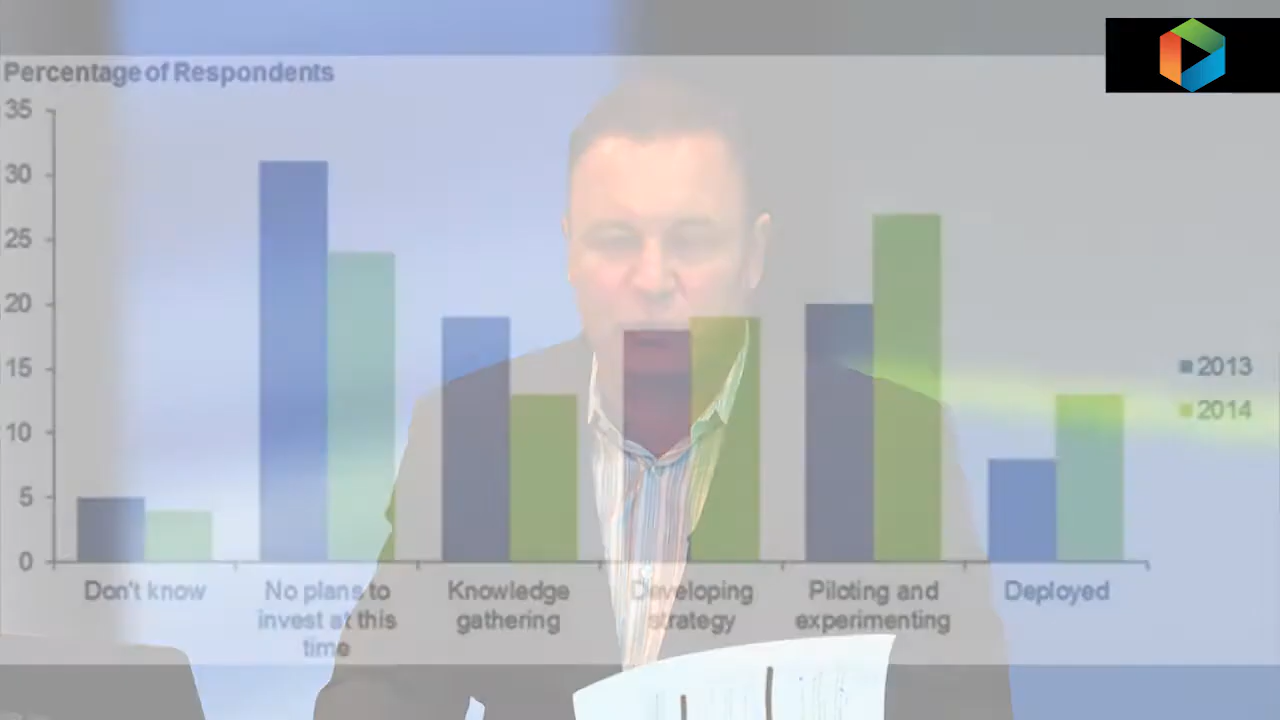 Percentage of Respondents
35
30
25
20
15
10
5
0
Don't know
No plans to
invest at this
time
Knowledge
gathering
Developing
strategy
Piloting and
experimenting
Deployed
2013
2014